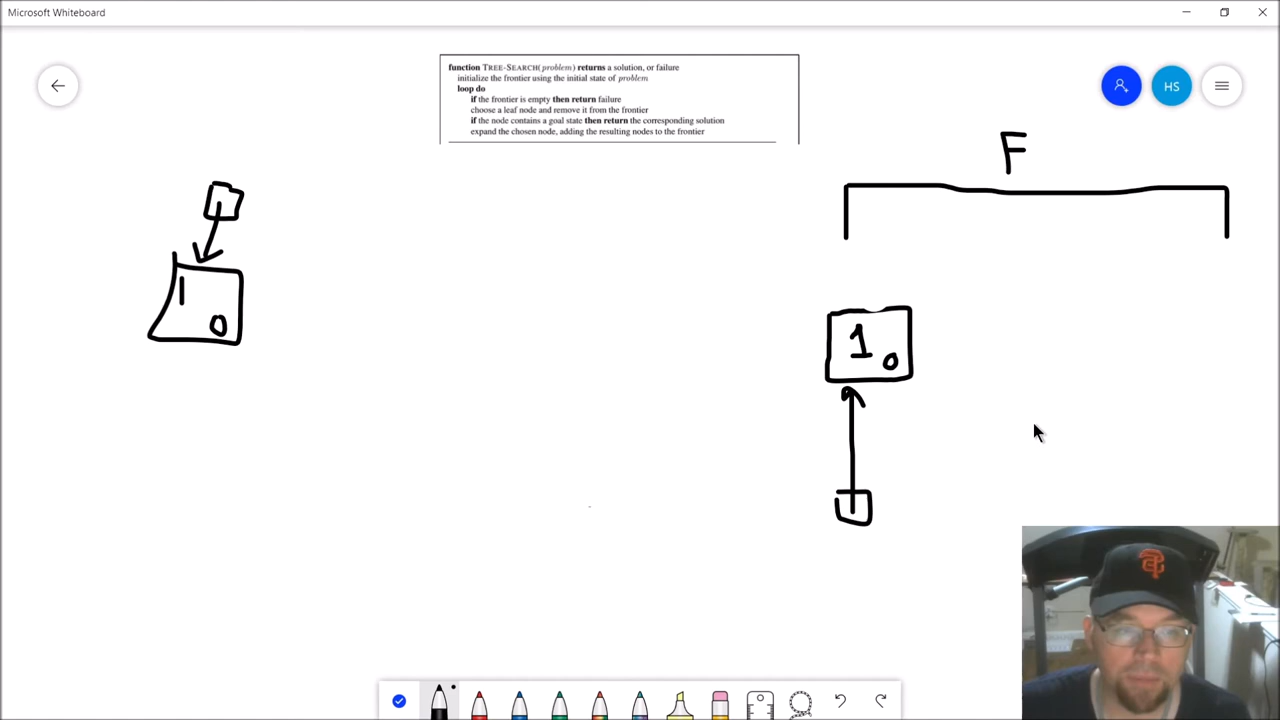 Microsoft Whiteboard
function TREE-SEARCH(problem) returns a solution, or failure
initialize the frontier using the initial state of problem
loop do
if the frontier is empty then return failure
choose a leaf node and remove it from the frontier
if the node contains a goal state then return the corresponding solution
expand the chosen node, adding the resulting nodes to the frontier
HS
F
1 0
1 0
SF